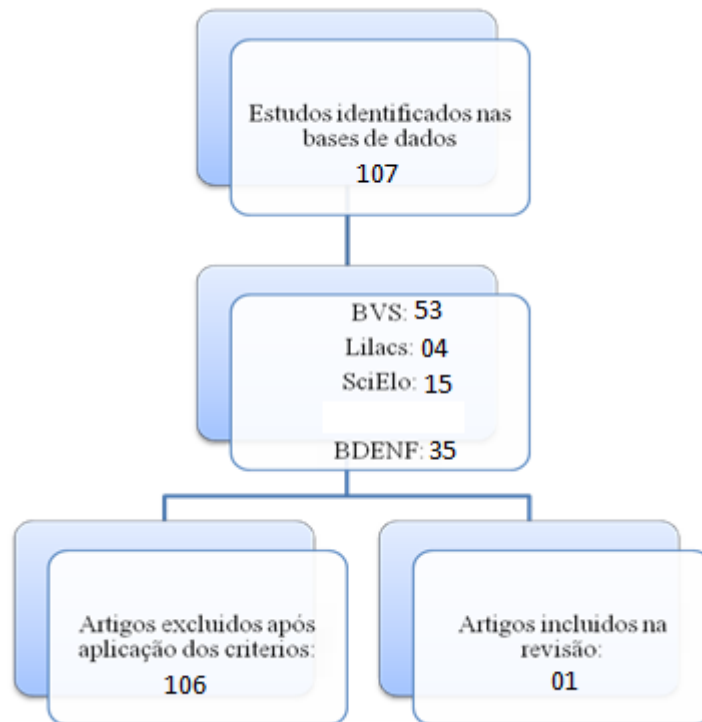 Estudos identificados nas
bases de dados
107
BVS: 53
Lilacs: 04
SciElo: 15
BDENF: 35
Artigos excluidos após
aplicação dos criterios:
106
Artigos incluidos na
revisão:
01